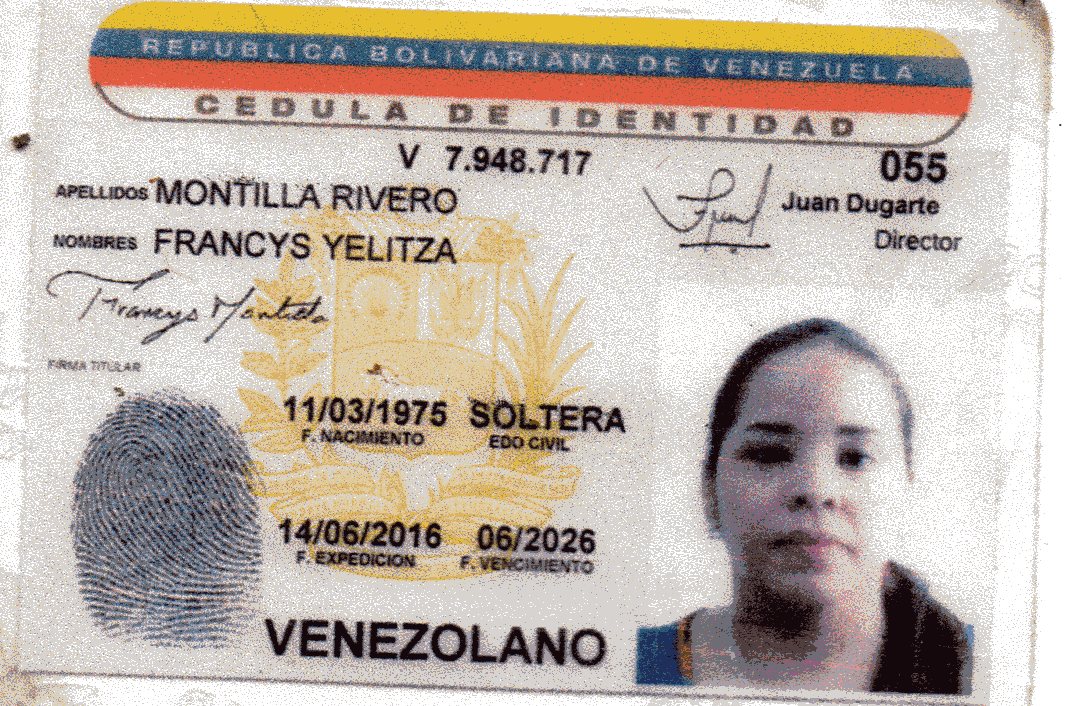 REPUBLICA BOLIVARIANA DE VENEZUELA
CEDULA DE IDENTIDAD
V 7.948.717
055
APELLIDOS MONTILLA RIVERO
Juan Dugarte
Director
NOMBRES FRANCYS YELITZA
Francys Montilla
FIRMA TITULAR
11/03/1975 SOLTERA
F. NACIMIENTO EDO CIVIL
14/06/2016 06/2026
F. EXPEDICION F. VENCIMIENTO
VENEZOLANO